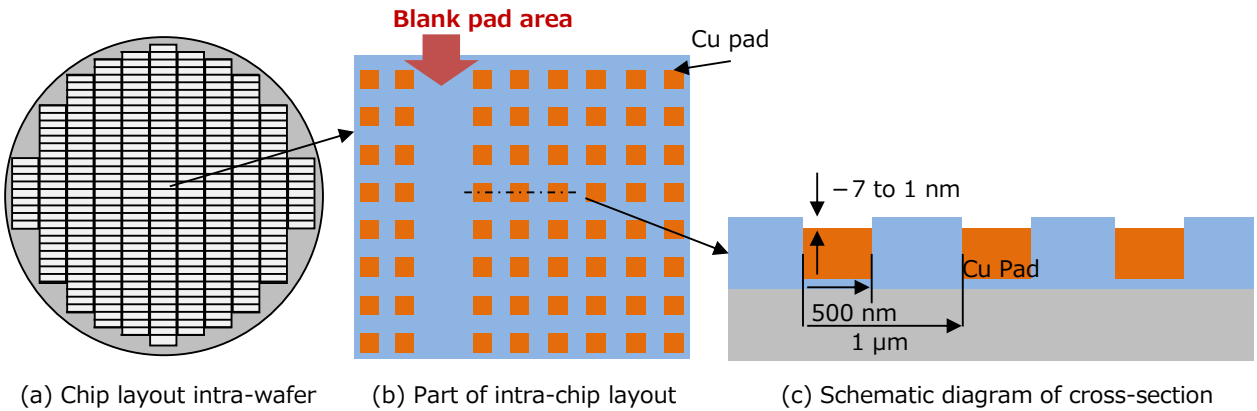 Blank pad area
Cu pad
−7 to 1 nm
Cu Pad
500 nm
1 μm
(a) Chip layout intra-wafer
(b) Part of intra-chip layout
(c) Schematic diagram of cross-section